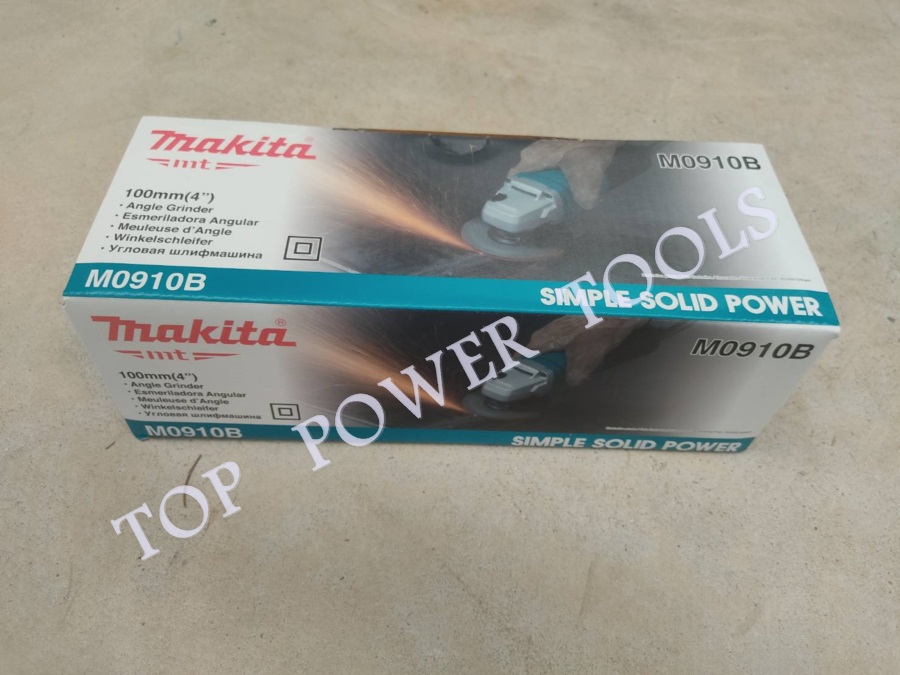 makita®
mt
M0910B
100mm(4")
· Angle Grinder
· Esmeriladora Angular
· Meuleuse d'Angle
· Winkelschleifer
· Угловая шлифмашина
M0910B
SIMPLE SOLID POWER
makita®
mt
M0910B
100mm(4")
· Angle Grinder
· Esmeriladora Angular
· Meuleuse d'Angle
· Winkelschleifer
· Угловая шлифмашина
M0910B
SIMPLE SOLID POWER
TOP POWER TOOLS